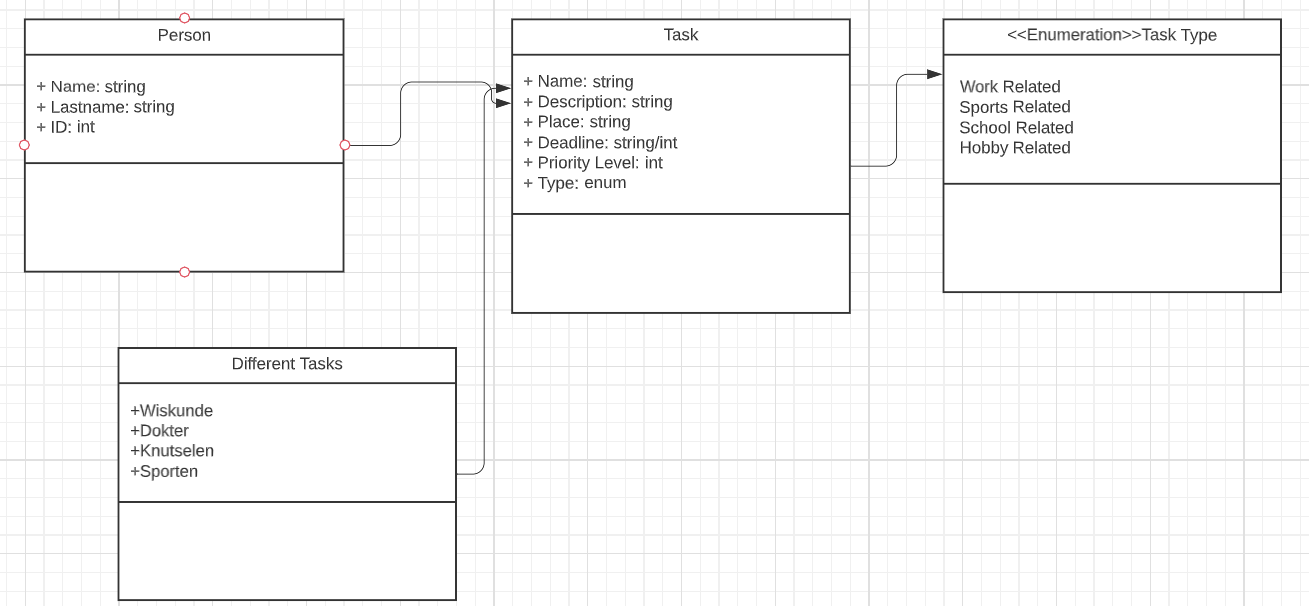 Person
+ Name: string
+ Lastname: string
+ ID: int
Task
+ Name: string
+ Description: string
+ Place: string
+ Deadline: string/int
+ Priority Level: int
+ Type: enum
<<Enumeration>>Task Type
Work Related
Sports Related
School Related
Hobby Related
Different Tasks
+Wiskunde
+Dokter
+Knutselen
+Sporten